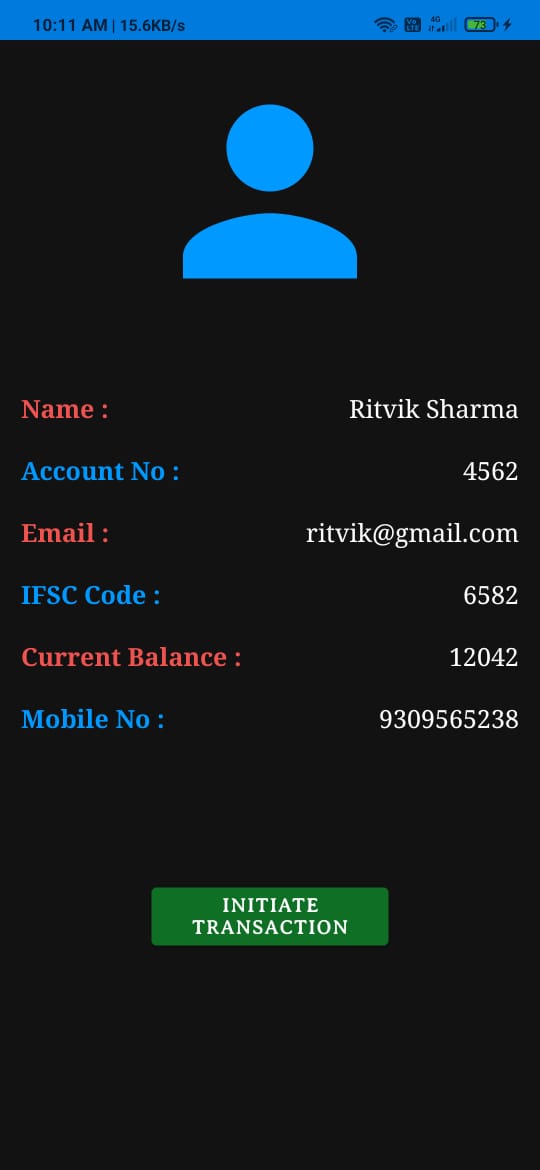 10:11 AM | 15.6KB/s
Vo
LTE
4G
73
Name :
Ritvik Sharma
Account No :
4562
Email :
ritvik@gmail.com
IFSC Code :
6582
Current Balance :
12042
Mobile No :
9309565238
INITIATE
TRANSACTION